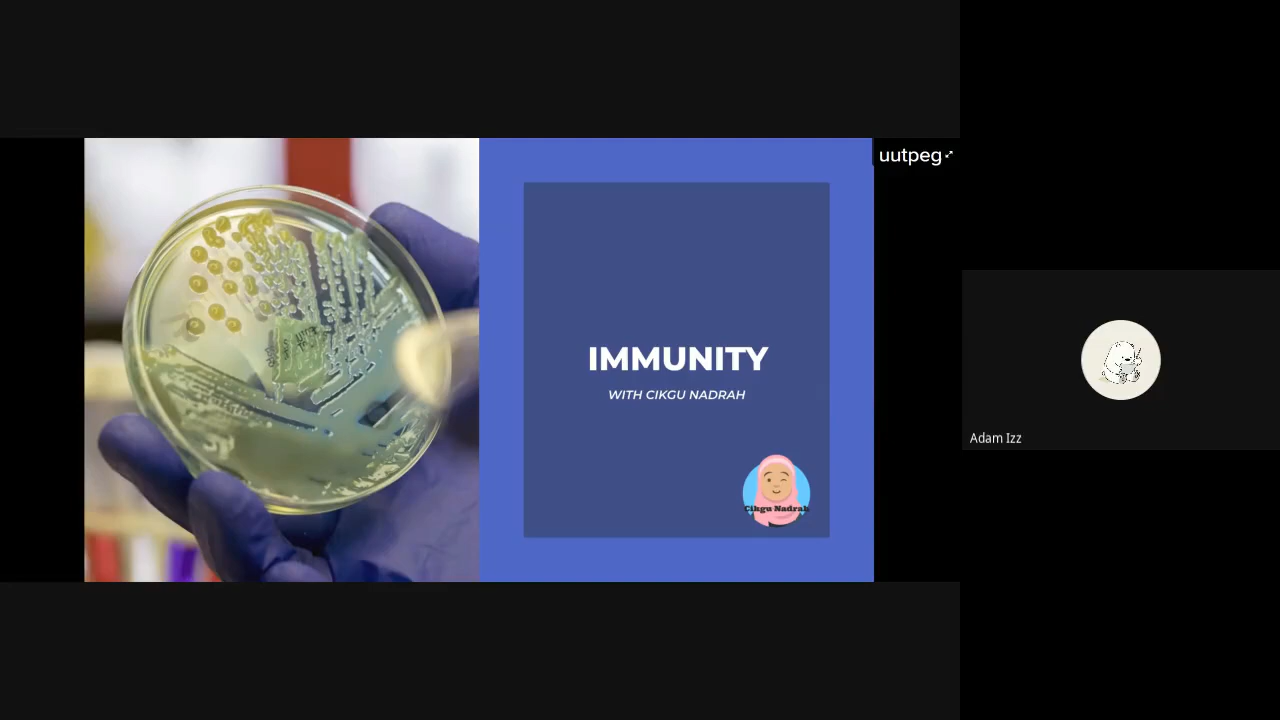 uutpeg
IMMUNITY
WITH CIKGU NADRAH
Cikgu Nadrah
Adam Izz